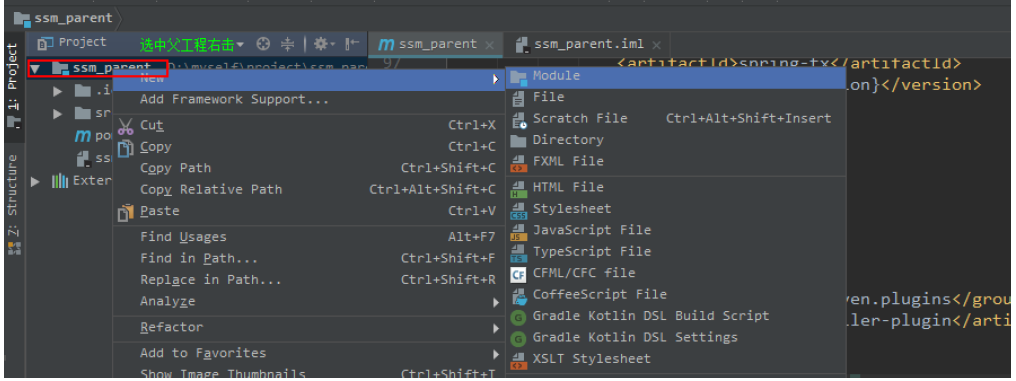 ssm_parent
Project
选中父工程右击
ssm_parent
ssm_parent.iml
1: Project
Z: Structure
ssm_parent D:\myself\project\ssm_par
97
<artifactId>spring-tx</artifactId>
.i
on}</version>
sr
po
ss
Exter
New
Add Framework Support...
Cut Ctrl+X
Copy Ctrl+C
Copy Path Ctrl+Shift+C
Copy Relative Path Ctrl+Alt+Shift+C
Paste Ctrl+V
Find Usages Alt+F7
Find in Path... Ctrl+Shift+F
Replace in Path... Ctrl+Shift+R
Analyze
Refactor
Add to Favorites
Show Image Thumbnails Ctrl+Shift+T
Module
File
Scratch File Ctrl+Alt+Shift+Insert
Directory
FXML File
HTML File
Stylesheet
JavaScript File
TypeScript File
CFML/CFC file
CoffeeScript File
Gradle Kotlin DSL Build Script
Gradle Kotlin DSL Settings
XSLT Stylesheet
ven.plugins</grou
ller-plugin</arti